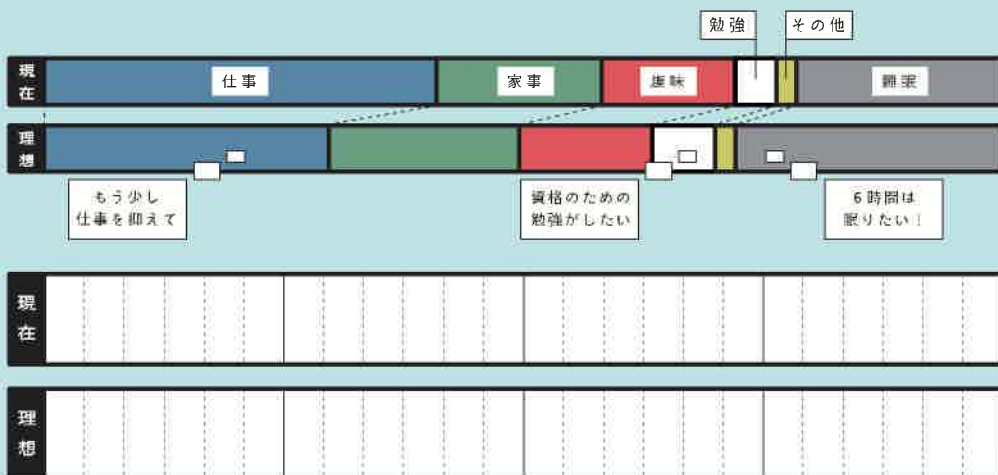 勉強
その他
現在
仕事
家事
趣味
睡眠
理想
もう少し
仕事を抑えて
資格のための
勉強がしたい
6時間は
眠りたい！
現在
理想